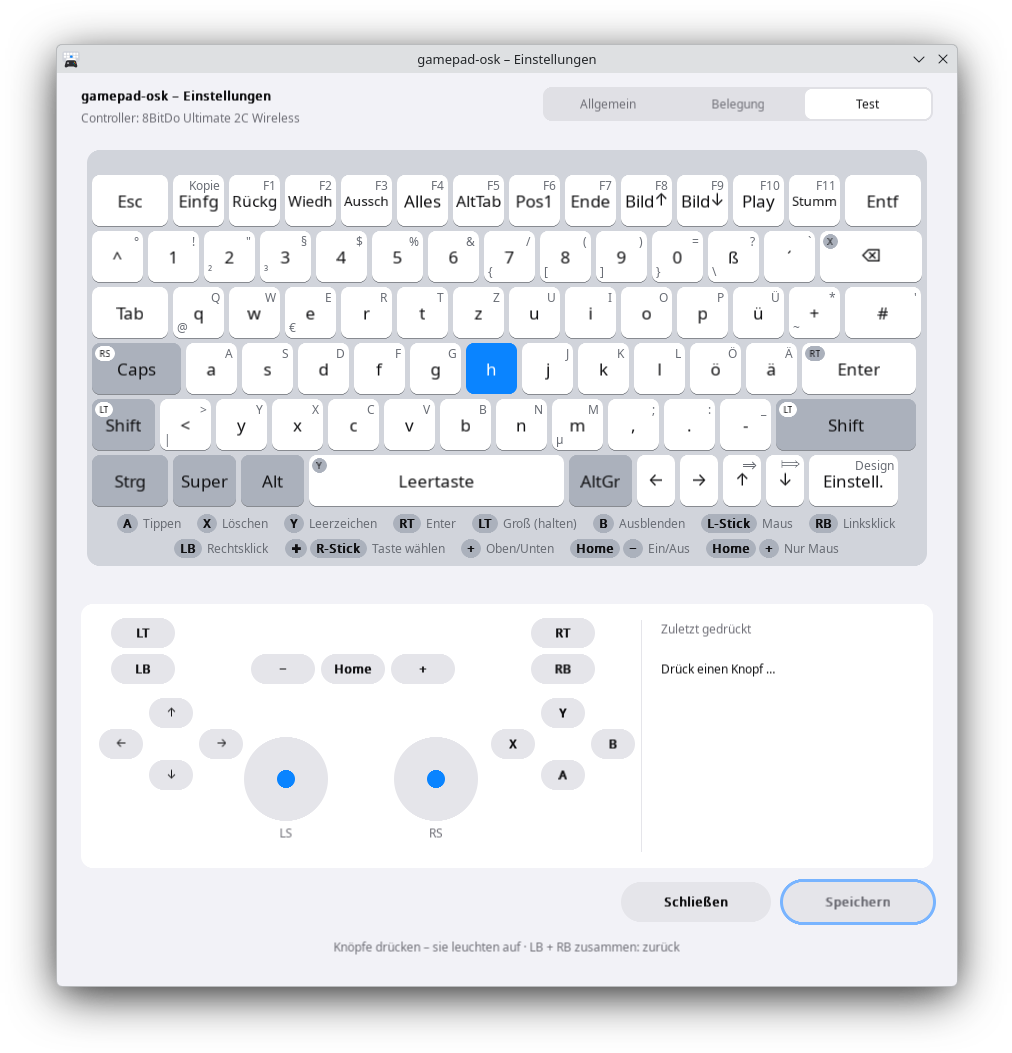 gamepad-osk – Einstellungen
gamepad-osk – Einstellungen
Controller: 8BitDo Ultimate 2C Wireless
Allgemein Belegung Test
Kopie F1 F2 F3 F4 F5 F6 F7 F8 F9 F10 F11
Esc Einfg Rückg Wiedh Aussch Alles AltTab Pos1 Ende Bild↑ Bild↓ Play Stumm Entf
° ! " § $ % & / ( ) = ? ` X
^ 1 2 3 4 5 6 7 8 9 0 ß ´ ⌫
² ³ { [ ] } \
Q W E R T Z U I O P Ü * '
Tab q w e r t z u i o p ü + #
@ € ~
RS A S D F G J K L Ö Ä RT
Caps a s d f g h j k l ö ä Enter
LT > Y X C V B N M ; : _ LT
Shift < y x c v b n m , . - Shift
| µ
Y ⇒ ⟾ Design
Strg Super Alt Leertaste AltGr ← → ↑ ↓ Einstell.
A Tippen X Löschen Y Leerzeichen RT Enter LT Groß (halten) B Ausblenden L-Stick Maus RB Linksklick
LB Rechtsklick ✚ R-Stick Taste wählen + Oben/Unten Home − Ein/Aus Home + Nur Maus
LT RT
LB − Home + RB
↑ Y
← → X B
↓ A
LS RS
Zuletzt gedrückt
Drück einen Knopf ...
Schließen Speichern
Knöpfe drücken – sie leuchten auf · LB + RB zusammen: zurück